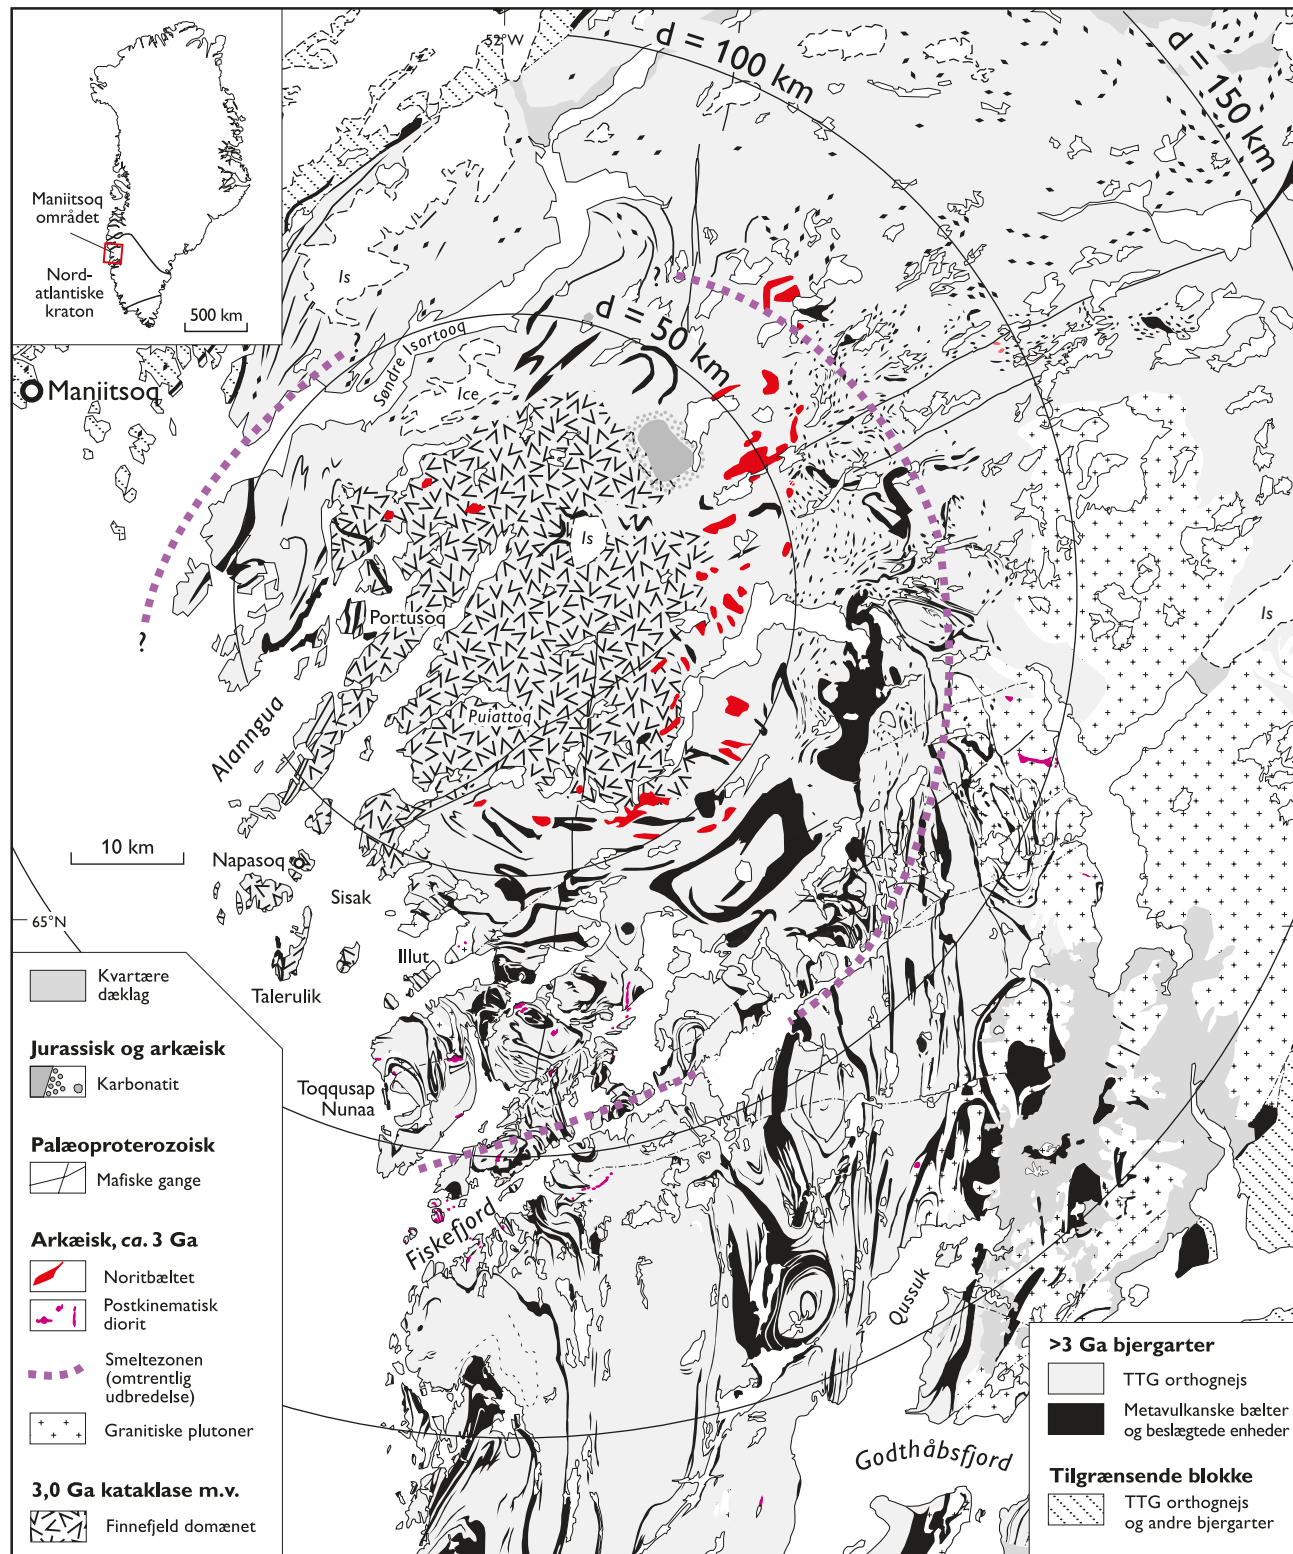 Maniitsoq
området
Nord-
atlantiske
kraton
500 km
52°W
d = 100 km
d = 150 km
d = 50 km
Is
?
?
Søndre Isortooq
Ice
Maniitsoq
?
Is
Is
Portusoq
Puiattoq
Alanngua
10 km
Napasoq
Sisak
65°N
Illut
Talerulik
Toqqusap
Nunaa
Fiskefjord
Qussuk
Godthåbsfjord
Kvartære
dæklag
Jurassisk og arkæisk
Karbonatit
Palæoproterozoisk
Mafiske gange
Arkæisk, ca. 3 Ga
Noritbæltet
Postkinematisk
diorit
Smeltezonen
(omtrentlig
udbredelse)
Granitiske plutoner
3,0 Ga kataklase m.v.
Finnefjeld domænet
>3 Ga bjergarter
TTG orthognejs
Metavulkanske bælter
og beslægtede enheder
Tilgrænsende blokke
TTG orthognejs
og andre bjergarter